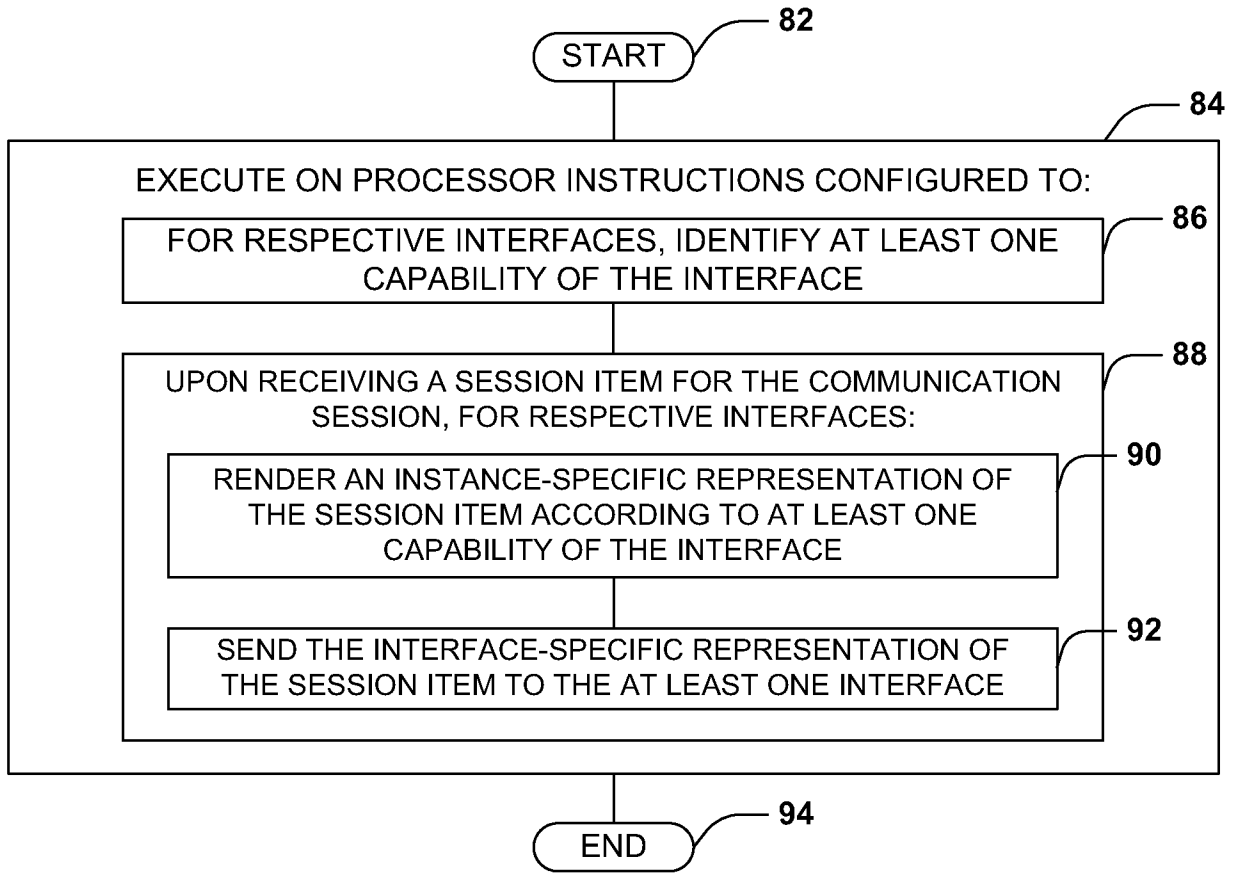 82
START
84
EXECUTE ON PROCESSOR INSTRUCTIONS CONFIGURED TO:
86
FOR RESPECTIVE INTERFACES, IDENTIFY AT LEAST ONE
CAPABILITY OF THE INTERFACE
88
UPON RECEIVING A SESSION ITEM FOR THE COMMUNICATION
SESSION, FOR RESPECTIVE INTERFACES:
90
RENDER AN INSTANCE-SPECIFIC REPRESENTATION OF
THE SESSION ITEM ACCORDING TO AT LEAST ONE
CAPABILITY OF THE INTERFACE
92
SEND THE INTERFACE-SPECIFIC REPRESENTATION OF
THE SESSION ITEM TO THE AT LEAST ONE INTERFACE
94
END